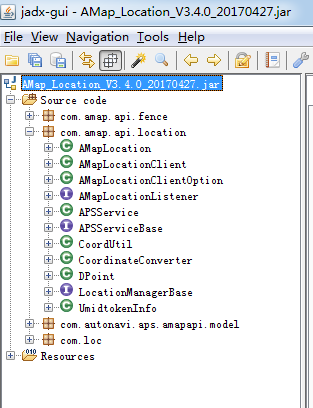 jadx-gui - AMap_Location_V3.4.0_20170427.jar
File View Navigation Tools Help
AMap_Location_V3.4.0_20170427.jar
Source code
com.amap.api.fence
com.amap.api.location
AMapLocation
AMapLocationClient
AMapLocationClientOption
AMapLocationListener
APSService
APSServiceBase
CoordUtil
CoordinateConverter
DPoint
LocationManagerBase
UmidtokenInfo
com.autonavi.aps.amapapi.model
com.loc
Resources